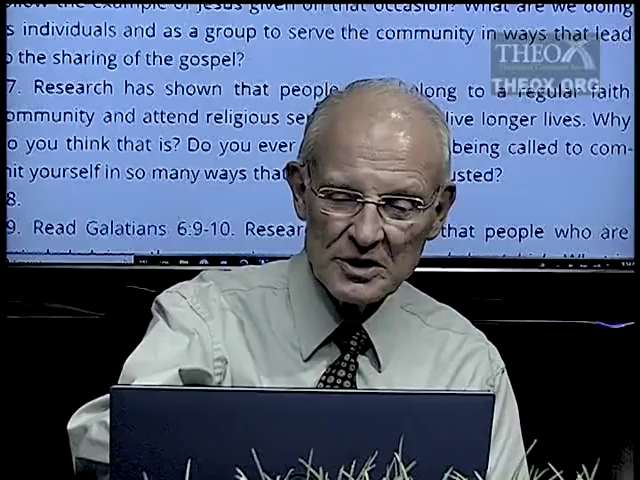 the example of Jesus given on that occasion? What are we doing
s individuals and as a group to serve the community in ways that lead
o the sharing of the gospel?
THEOX
THEOX.ORG
7. Research has shown that people long to a regular faith
ommunity and attend religious se live longer lives. Why
o you think that is? Do you ever being called to com-
it yourself in so many ways tha usted?
8.
9. Read Galatians 6:9-10. Resear that people who are